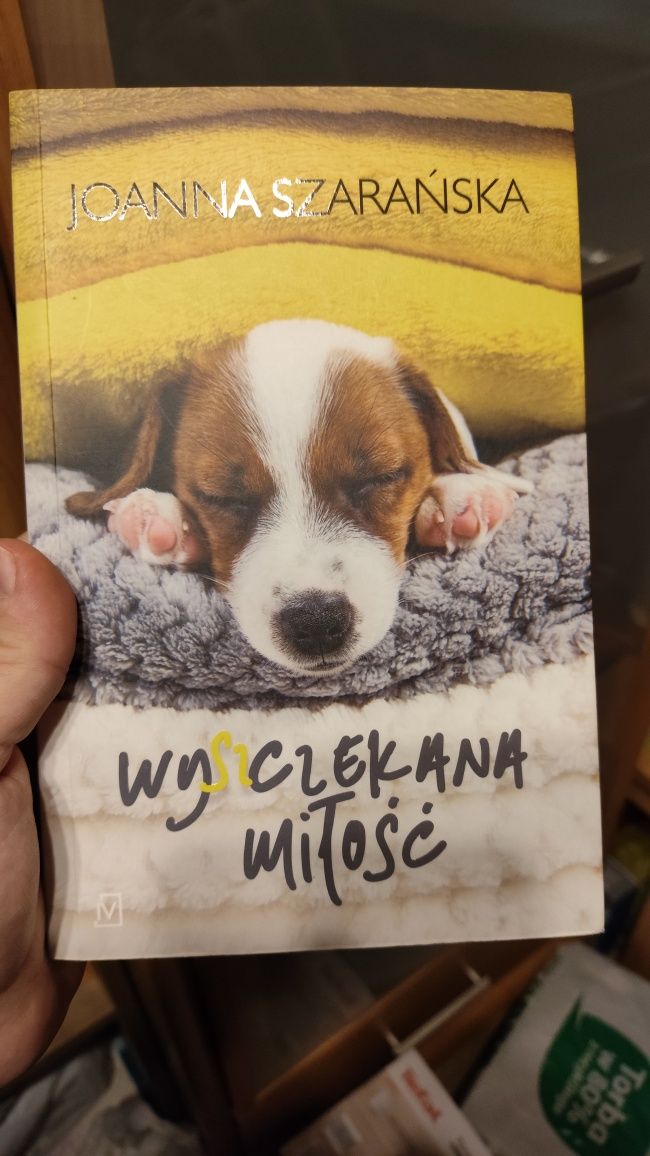 JOANNA SZARAŃSKA
WYSZCZEKANA
MIŁOŚĆ
Torba
w 80%